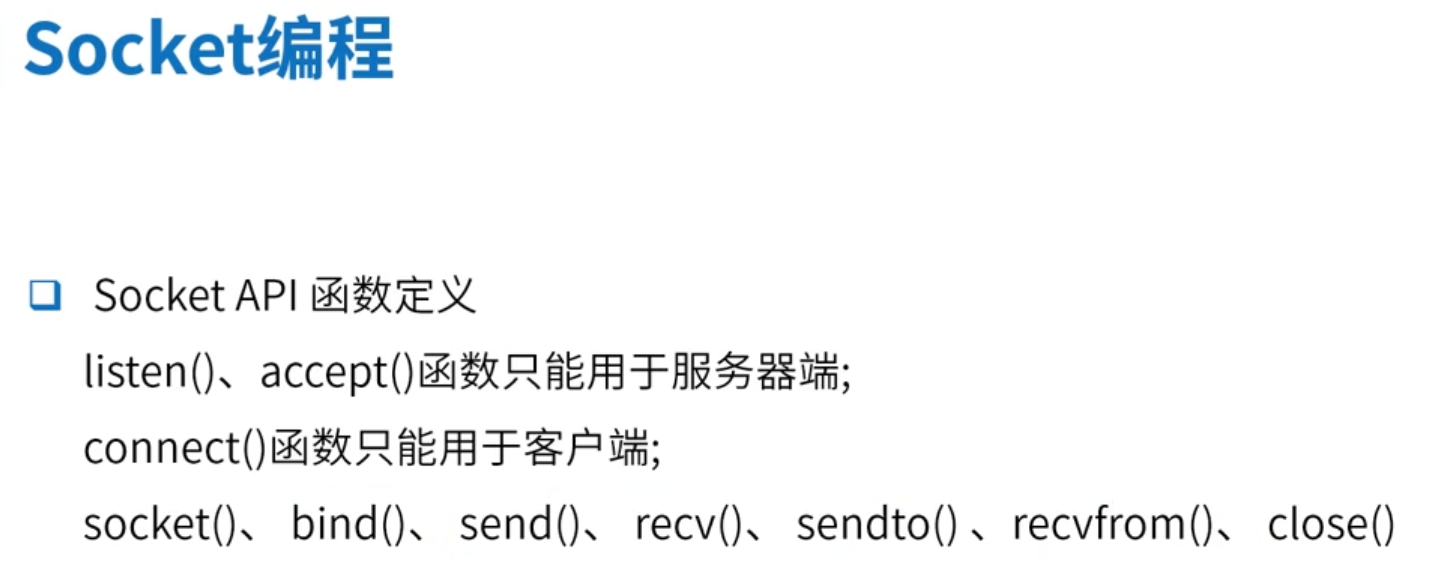 Socket编程
Socket API 函数定义
listen()、accept()函数只能用于服务器端;
connect()函数只能用于客户端;
socket()、 bind()、 send()、 recv()、 sendto() 、recvfrom()、 close()